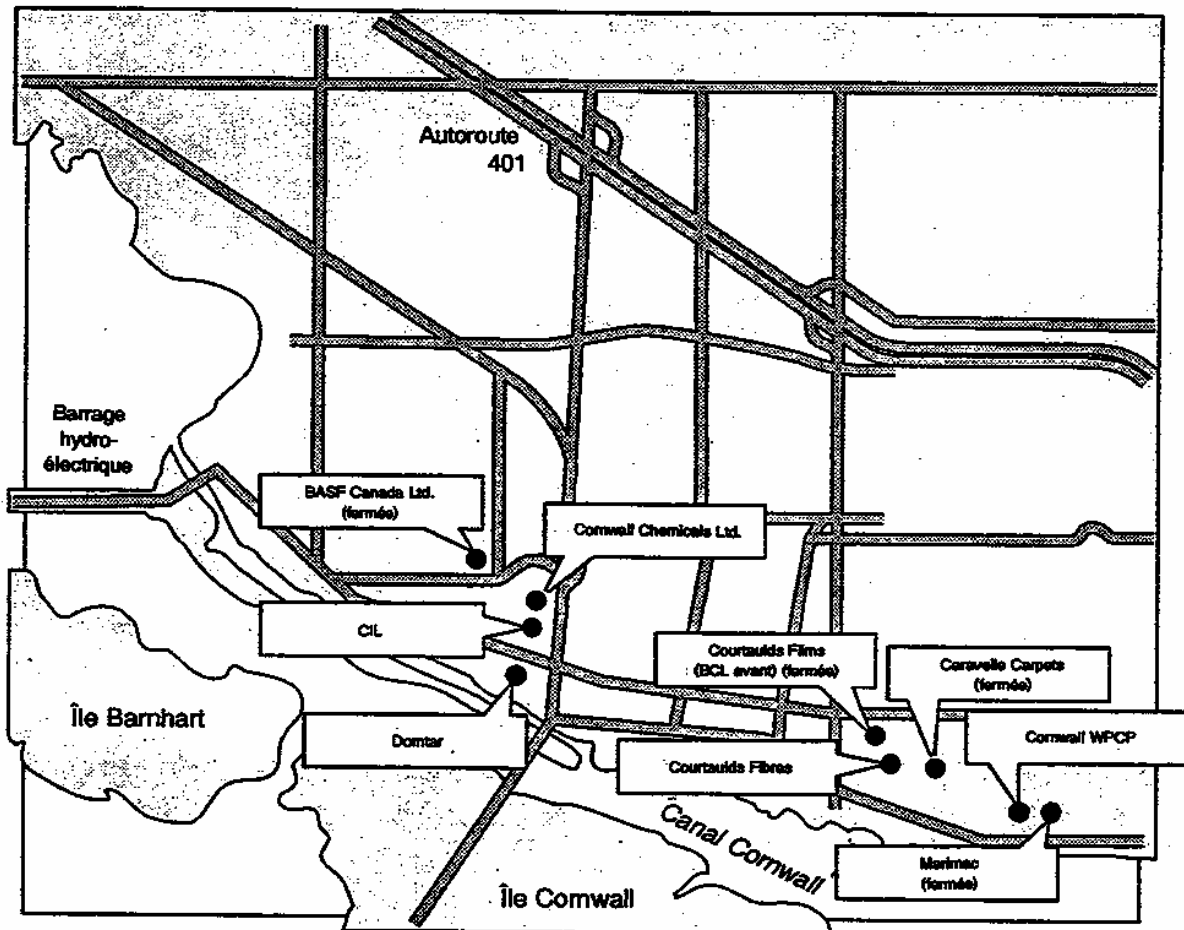 Autoroute
401
Barrage
hydro-
électrique
BASF Canada Ltd.
(fermée)
Cornwall Chemicals Ltd.
CIL
Courtaulds Films
(BCL avant) (fermée)
Caravelle Carpets
(fermée)
Île Barnhart
Domtar
Courtaulds Fibres
Cornwall WPCP
Canal Cornwall
Marimac
(fermée)
Île Cornwall